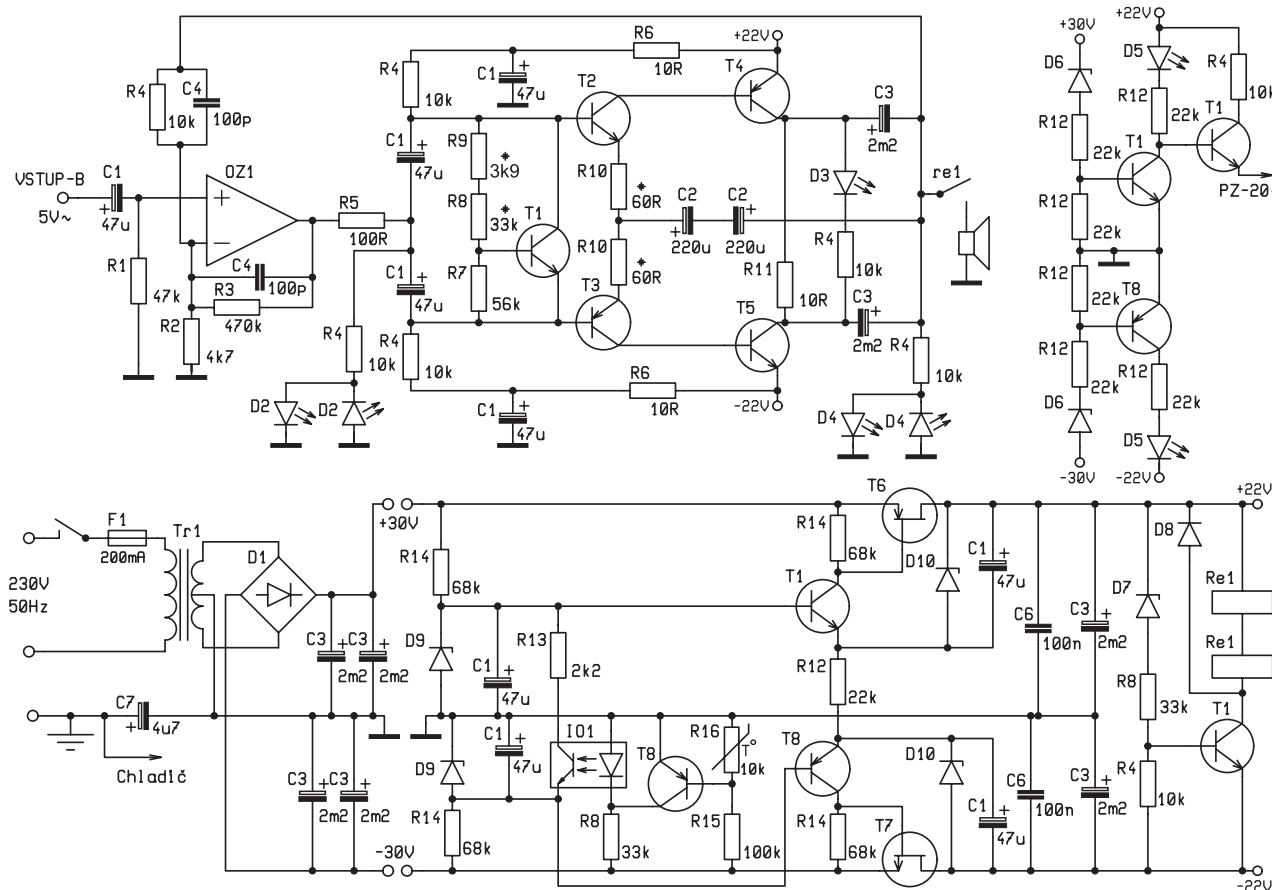 R6
10R
+22V
R4
10k
C4
100p
R4
10k
C1
47u
T2
T4
C3
2m2
VSTUP-B
5V~
C1
47u
OZ1
R5
100R
C1
47u
R9
*
3k9
R8
*
33k
T1
R10
*
60R
C2
220u
C2
220u
D3
re1
R1
47k
C4
100p
R3
470k
R2
4k7
C1
47u
R7
56k
R10
*
60R
T3
R4
10k
R11
10R
T5
C3
2m2
R4
10k
R4
10k
R4
10k
D2
D2
C1
47u
R6
10R
-22V
D4
D4
+30V
+22V
D6
D5
R4
10k
R12
22k
R12
22k
T1
T1
PZ-20
R12
22k
R12
22k
T8
R12
22k
R12
22k
D6
D5
-30V
-22V
230V
50Hz
F1
200mA
Tr1
D1
C3
2m2
C3
2m2
+30V
C7
4u7
Chladič
C3
2m2
C3
2m2
-30V
R14
68k
D9
C1
47u
R13
2k2
D9
C1
47u
R14
68k
IO1
R8
33k
T8
R16
T°
10k
R15
100k
T6
R14
68k
T1
D10
C1
47u
R12
22k
T8
R14
68k
T7
D10
C1
47u
C6
100n
C3
2m2
C6
100n
C3
2m2
D7
D8
+22V
Re1
Re1
R8
33k
T1
R4
10k
-22V